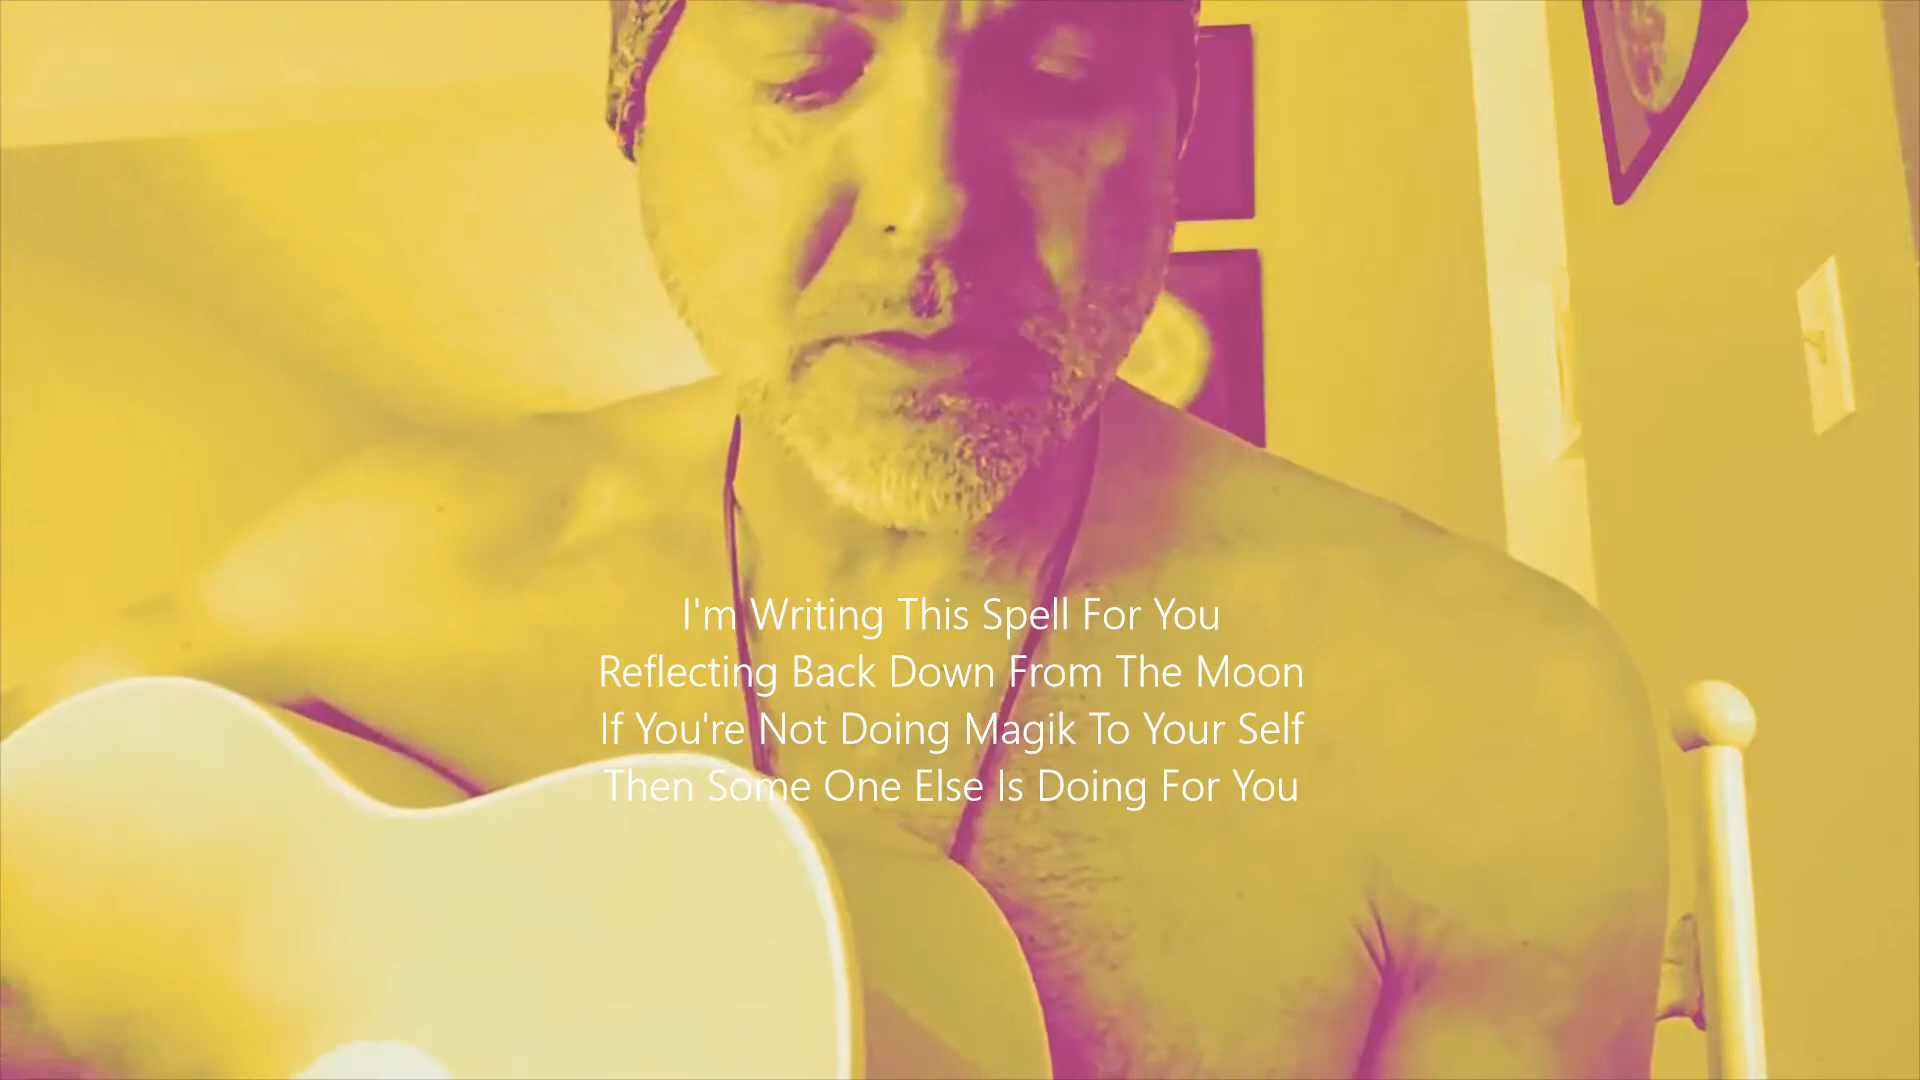 I'm Writing This Spell For You
Reflecting Back Down From The Moon
If You're Not Doing Magik To Your Self
Then Some One Else Is Doing For You